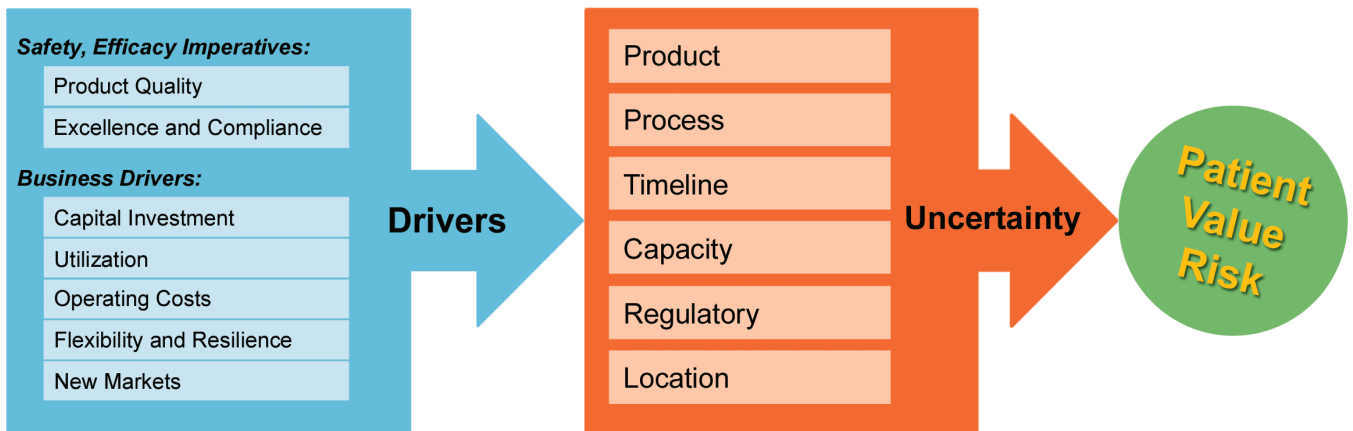 Safety, Efficacy Imperatives:
Product Quality
Excellence and Compliance
Business Drivers:
Capital Investment
Utilization
Operating Costs
Flexibility and Resilience
New Markets
Drivers
Product
Process
Timeline
Capacity
Regulatory
Location
Uncertainty
Patient
Value
Risk